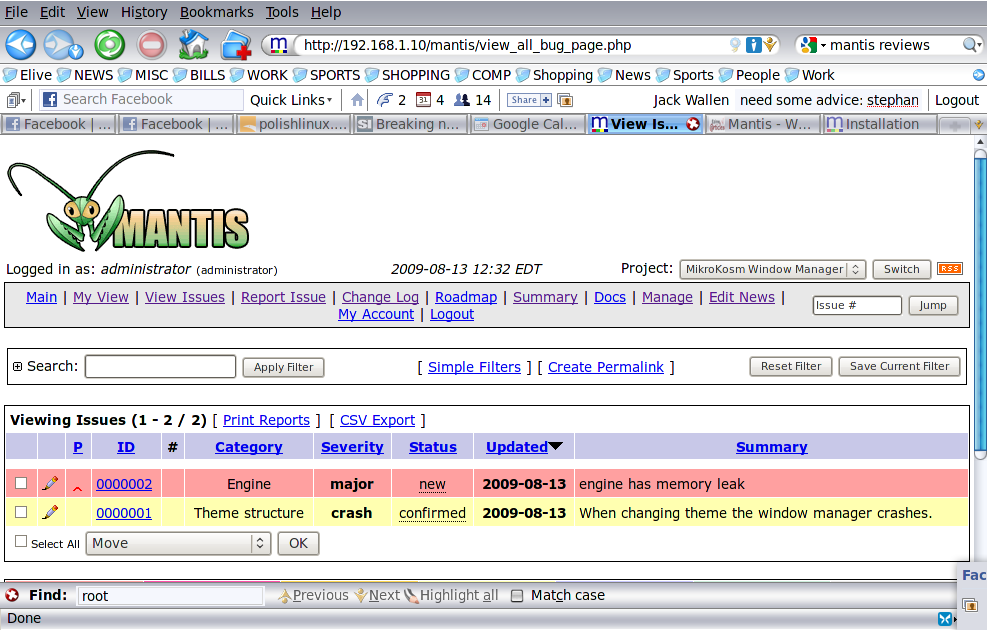 File Edit View History Bookmarks Tools Help
http://192.168.1.10/mantis/view_all_bug_page.php mantis reviews
Elive NEWS MISC BILLS WORK SPORTS SHOPPING COMP Shopping News Sports People Work
Search Facebook Quick Links 2 31 4 14 Share + Jack Wallen need some advice: stephan Logout
Facebook | ... Facebook | ... polishlinux.... SI Breaking n... Google Cal... View Is... Mantis - W... Installation
MANTIS
Logged in as: administrator (administrator) 2009-08-13 12:32 EDT Project: MikroKosm Window Manager Switch RSS
Main | My View | View Issues | Report Issue | Change Log | Roadmap | Summary | Docs | Manage | Edit News |
My Account | Logout
Issue # Jump
Search: Apply Filter [ Simple Filters ] [ Create Permalink ] Reset Filter Save Current Filter
Viewing Issues (1 - 2 / 2) [ Print Reports ] [ CSV Export ]
P ID # Category Severity Status Updated Summary
0000002 Engine major new 2009-08-13 engine has memory leak
0000001 Theme structure crash confirmed 2009-08-13 When changing theme the window manager crashes.
Select All Move OK
Fac
Find: root Previous Next Highlight all Match case
Done